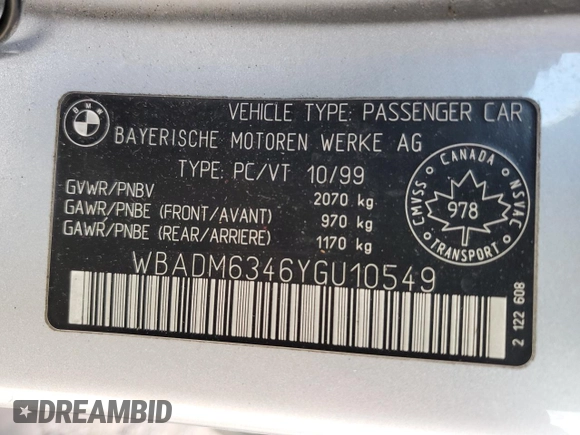 BMW
VEHICLE TYPE: PASSENGER CAR
BAYERISCHE MOTOREN WERKE AG
TYPE: PC/VT 10/99
GVWR/PNBV 2070 kg
GAWR/PNBE (FRONT/AVANT) 970 kg
GAWR/PNBE (REAR/ARRIERE) 1170 kg
CANADA
CMVSS
NSVAC
978
TRANSPORT
WBADM6346YGU10549
2 122 608
DREAMBID